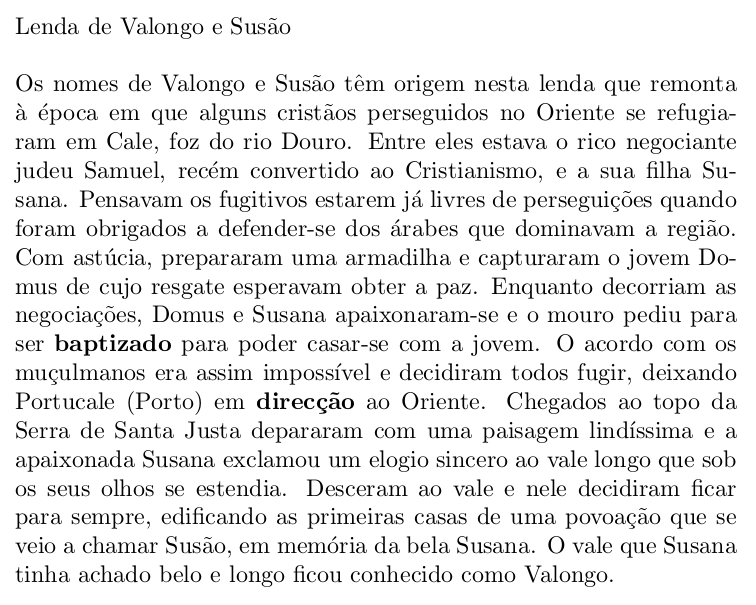 Lenda de Valongo e Susão
Os nomes de Valongo e Susão têm origem nesta lenda que remonta
à época em que alguns cristãos perseguidos no Oriente se refugia-
ram em Cale, foz do rio Douro. Entre eles estava o rico negociante
judeu Samuel, recém convertido ao Cristianismo, e a sua filha Su-
sana. Pensavam os fugitivos estarem já livres de perseguições quando
foram obrigados a defender-se dos árabes que dominavam a região.
Com astúcia, prepararam uma armadilha e capturaram o jovem Do-
mus de cujo resgate esperavam obter a paz. Enquanto decorriam as
negociações, Domus e Susana apaixonaram-se e o mouro pediu para
ser baptizado para poder casar-se com a jovem. O acordo com os
muçulmanos era assim impossível e decidiram todos fugir, deixando
Portucale (Porto) em direcção ao Oriente. Chegados ao topo da
Serra de Santa Justa depararam com uma paisagem lindíssima e a
apaixonada Susana exclamou um elogio sincero ao vale longo que sob
os seus olhos se estendia. Desceram ao vale e nele decidiram ficar
para sempre, edificando as primeiras casas de uma povoação que se
veio a chamar Susão, em memória da bela Susana. O vale que Susana
tinha achado belo e longo ficou conhecido como Valongo.